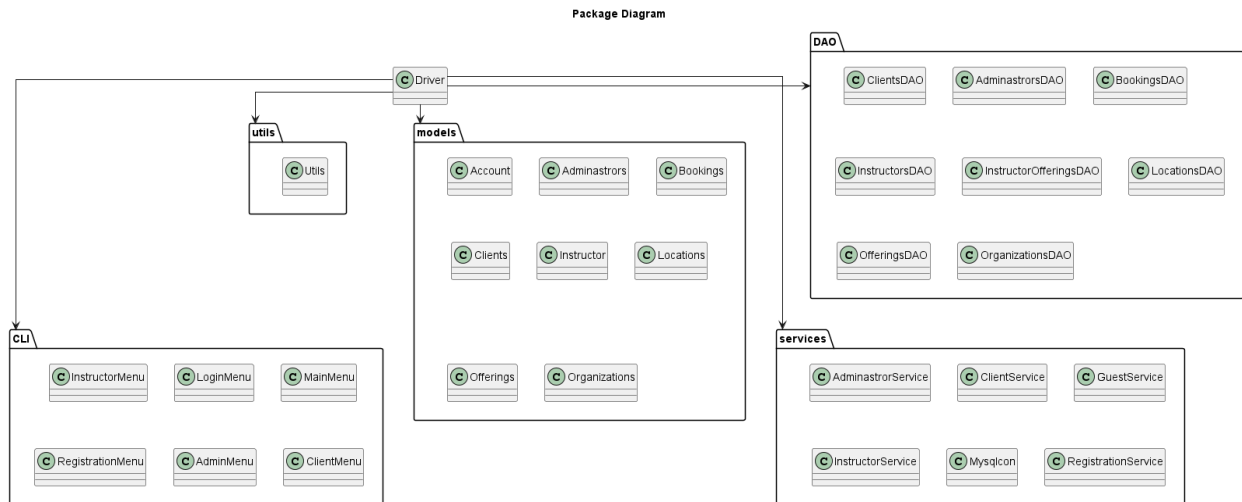 Package Diagram
DAO
C ClientsDAO
C AdminastrorsDAO
C BookingsDAO
C InstructorsDAO
C InstructorOfferingsDAO
C LocationsDAO
C OfferingsDAO
C OrganizationsDAO
C Driver
utils
C Utils
models
C Account
C Adminastrors
C Bookings
C Clients
C Instructor
C Locations
C Offerings
C Organizations
CLI
C InstructorMenu
C LoginMenu
C MainMenu
C RegistrationMenu
C AdminMenu
C ClientMenu
services
C AdminastrorService
C ClientService
C GuestService
C InstructorService
C Mysqlcon
C RegistrationService